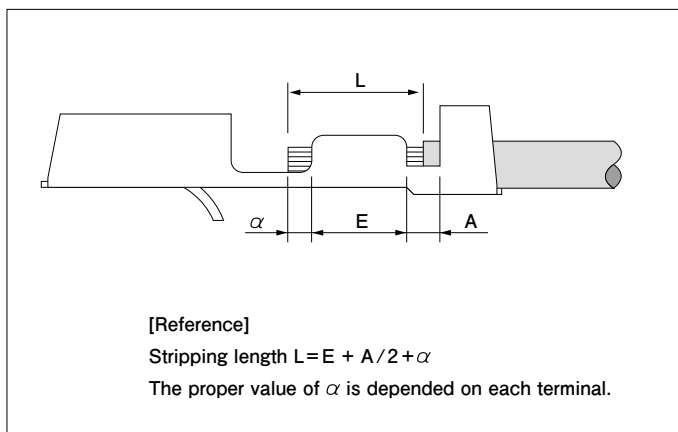 L
α E A
[Reference]
Stripping length L=E + A/2+α
The proper value of α is depended on each terminal.